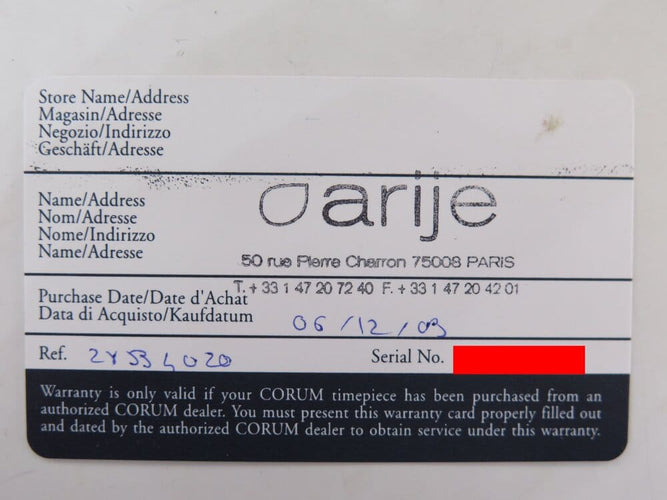 Store Name/Address
Magasin/Adresse
Negozio/Indirizzo
Geschäft/Adresse
Name/Address
Nom/Adresse
Nome/Indirizzo
Name/Adresse
arije
50 rue Pierre Charron 75008 PARIS
T. + 33 1 47 20 72 40 F. + 33 1 47 20 42 01
Purchase Date/Date d'Achat
Data di Acquisto/Kaufdatum
06/12/09
Ref.
Serial No.
Warranty is only valid if your CORUM timepiece has been purchased from an
authorized CORUM dealer. You must present this warranty card properly filled out
and dated by the authorized CORUM dealer to obtain service under this warranty.